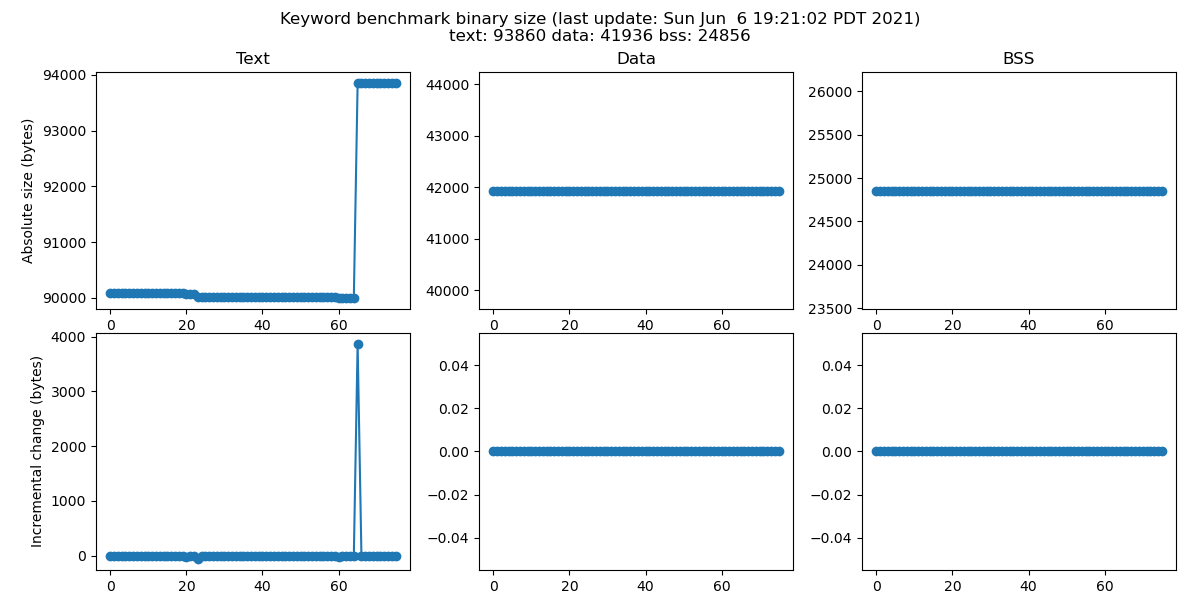 Keyword benchmark binary size (last update: Sun Jun  6 19:21:02 PDT 2021)
text: 93860 data: 41936 bss: 24856
Text
Data
BSS
Absolute size (bytes)
94000
93000
92000
91000
90000
0 20 40 60
44000
43000
42000
41000
40000
0 20 40 60
26000
25500
25000
24500
24000
23500
0 20 40 60
Incremental change (bytes)
4000
3000
2000
1000
0
0 20 40 60
0.04
0.02
0.00
−0.02
−0.04
0 20 40 60
0.04
0.02
0.00
−0.02
−0.04
0 20 40 60